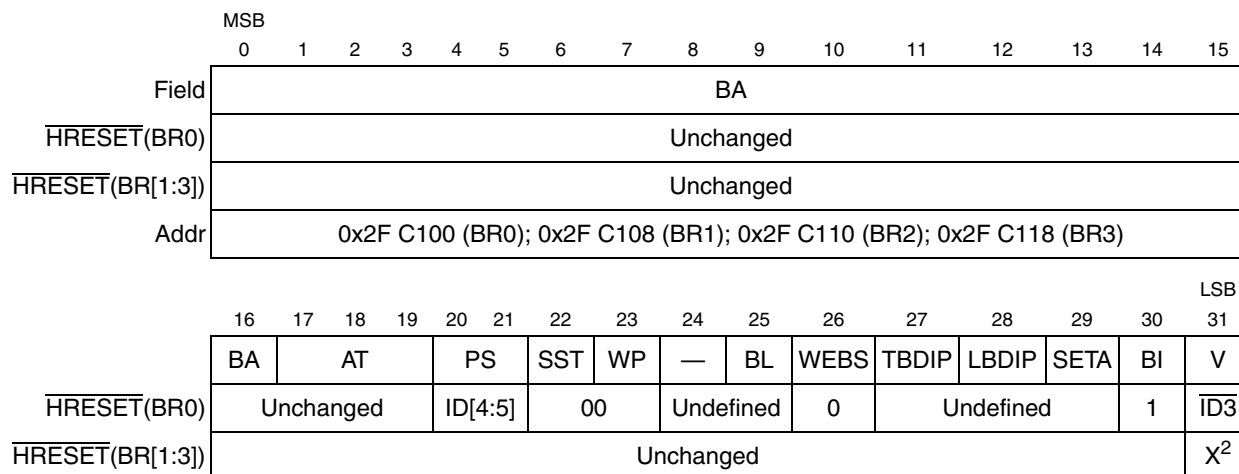 MSB
0 1 2 3 4 5 6 7 8 9 10 11 12 13 14 15
Field BA
HRESET(BR0) Unchanged
HRESET(BR[1:3]) Unchanged
Addr 0x2F C100 (BR0); 0x2F C108 (BR1); 0x2F C110 (BR2); 0x2F C118 (BR3)
LSB
16 17 18 19 20 21 22 23 24 25 26 27 28 29 30 31
BA AT PS SST WP — BL WEBS TBDIP LBDIP SETA BI V
HRESET(BR0) Unchanged ID[4:5] 00 Undefined 0 Undefined 1 ID3
HRESET(BR[1:3]) Unchanged X2